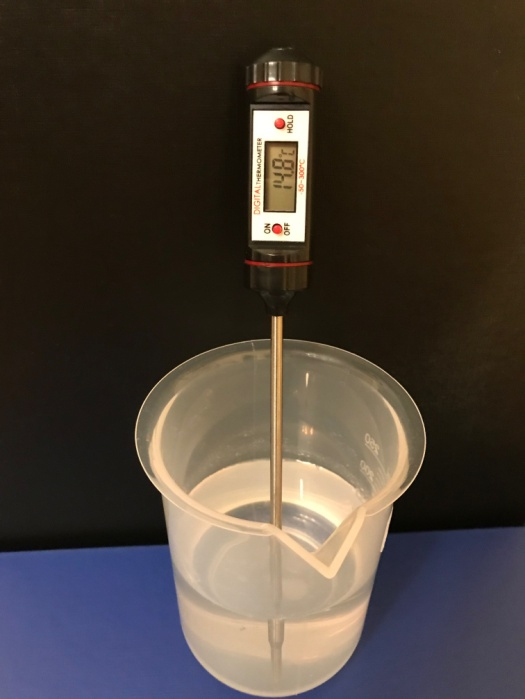 HOLD
DIGITAL THERMOMETER
14.8°C
-50~300°C
ON
OFF